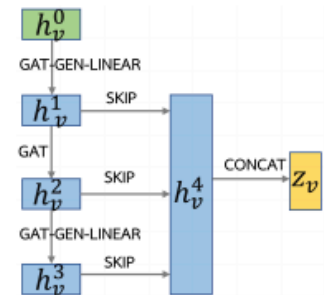 h_v^0
GAT-GEN-LINEAR
h_v^1
SKIP
GAT
h_v^2
SKIP
h_v^4
CONCAT
z_v
GAT-GEN-LINEAR
h_v^3
SKIP